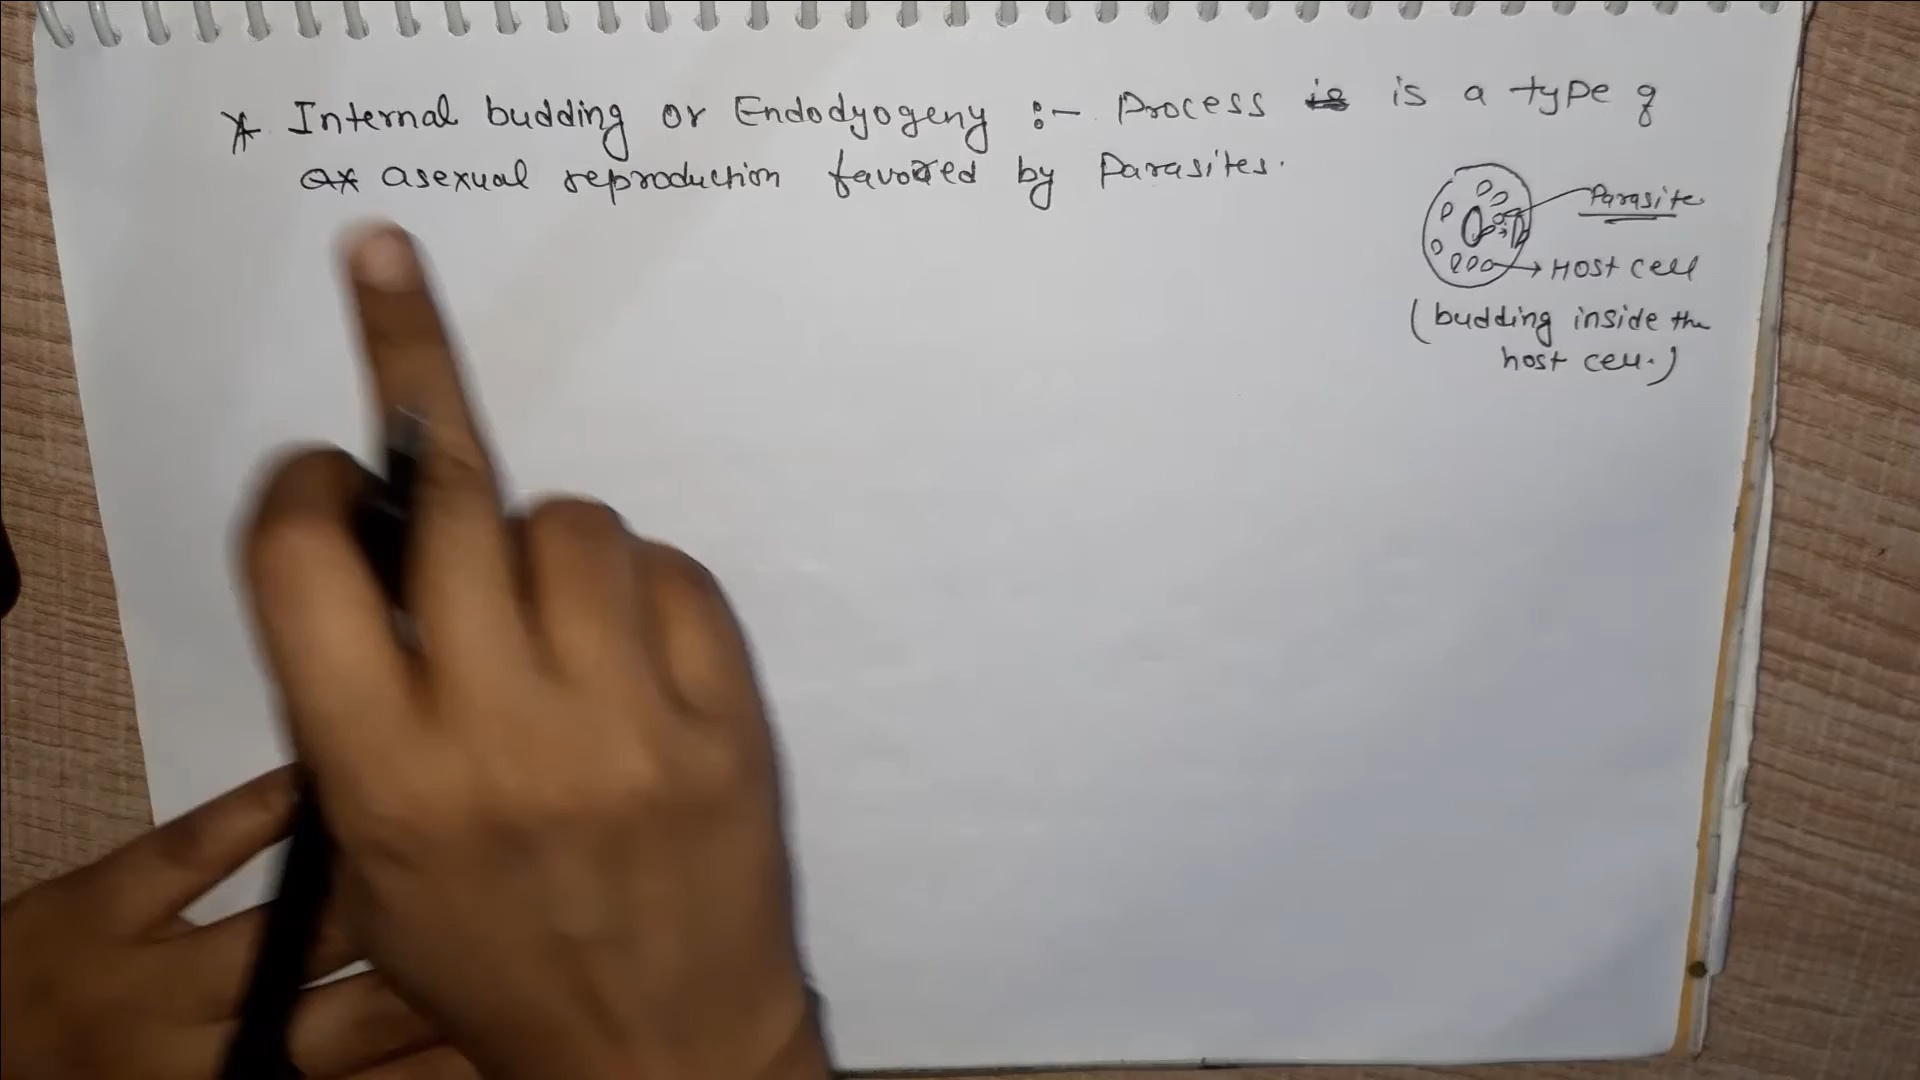 * Internal budding or Endodyogeny :- Process is is a type of
asexual reproduction favored by Parasites.
Parasite
Host cell
(budding inside the
host cell.)